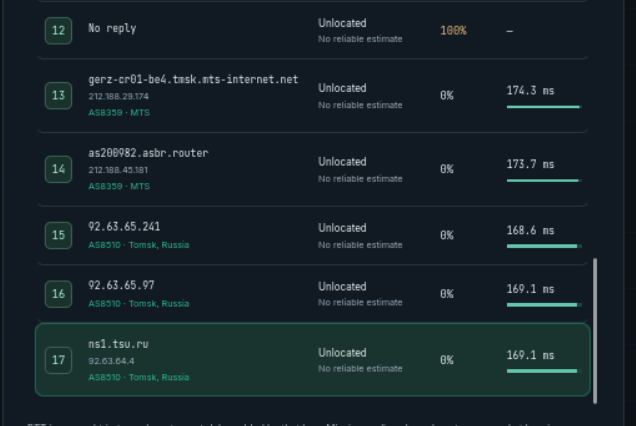 12
No reply
Unlocated
No reliable estimate
100%
—
13
gerz-cr01-be4.tmsk.mts-internet.net
212.188.29.174
AS8359 · MTS
Unlocated
No reliable estimate
0%
174.3 ms
14
as200982.asbr.router
212.188.45.181
AS8359 · MTS
Unlocated
No reliable estimate
0%
173.7 ms
15
92.63.65.241
AS8510 · Tomsk, Russia
Unlocated
No reliable estimate
0%
168.6 ms
16
92.63.65.97
AS8510 · Tomsk, Russia
Unlocated
No reliable estimate
0%
169.1 ms
17
ns1.tsu.ru
92.63.64.4
AS8510 · Tomsk, Russia
Unlocated
No reliable estimate
0%
169.1 ms